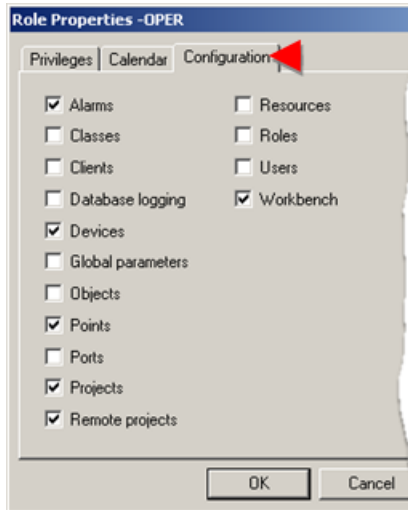 Role Properties -OPER
Privileges Calendar Configuration
Alarms Resources
Classes Roles
Clients Users
Database logging Workbench
Devices
Global parameters
Objects
Points
Ports
Projects
Remote projects
OK Cancel